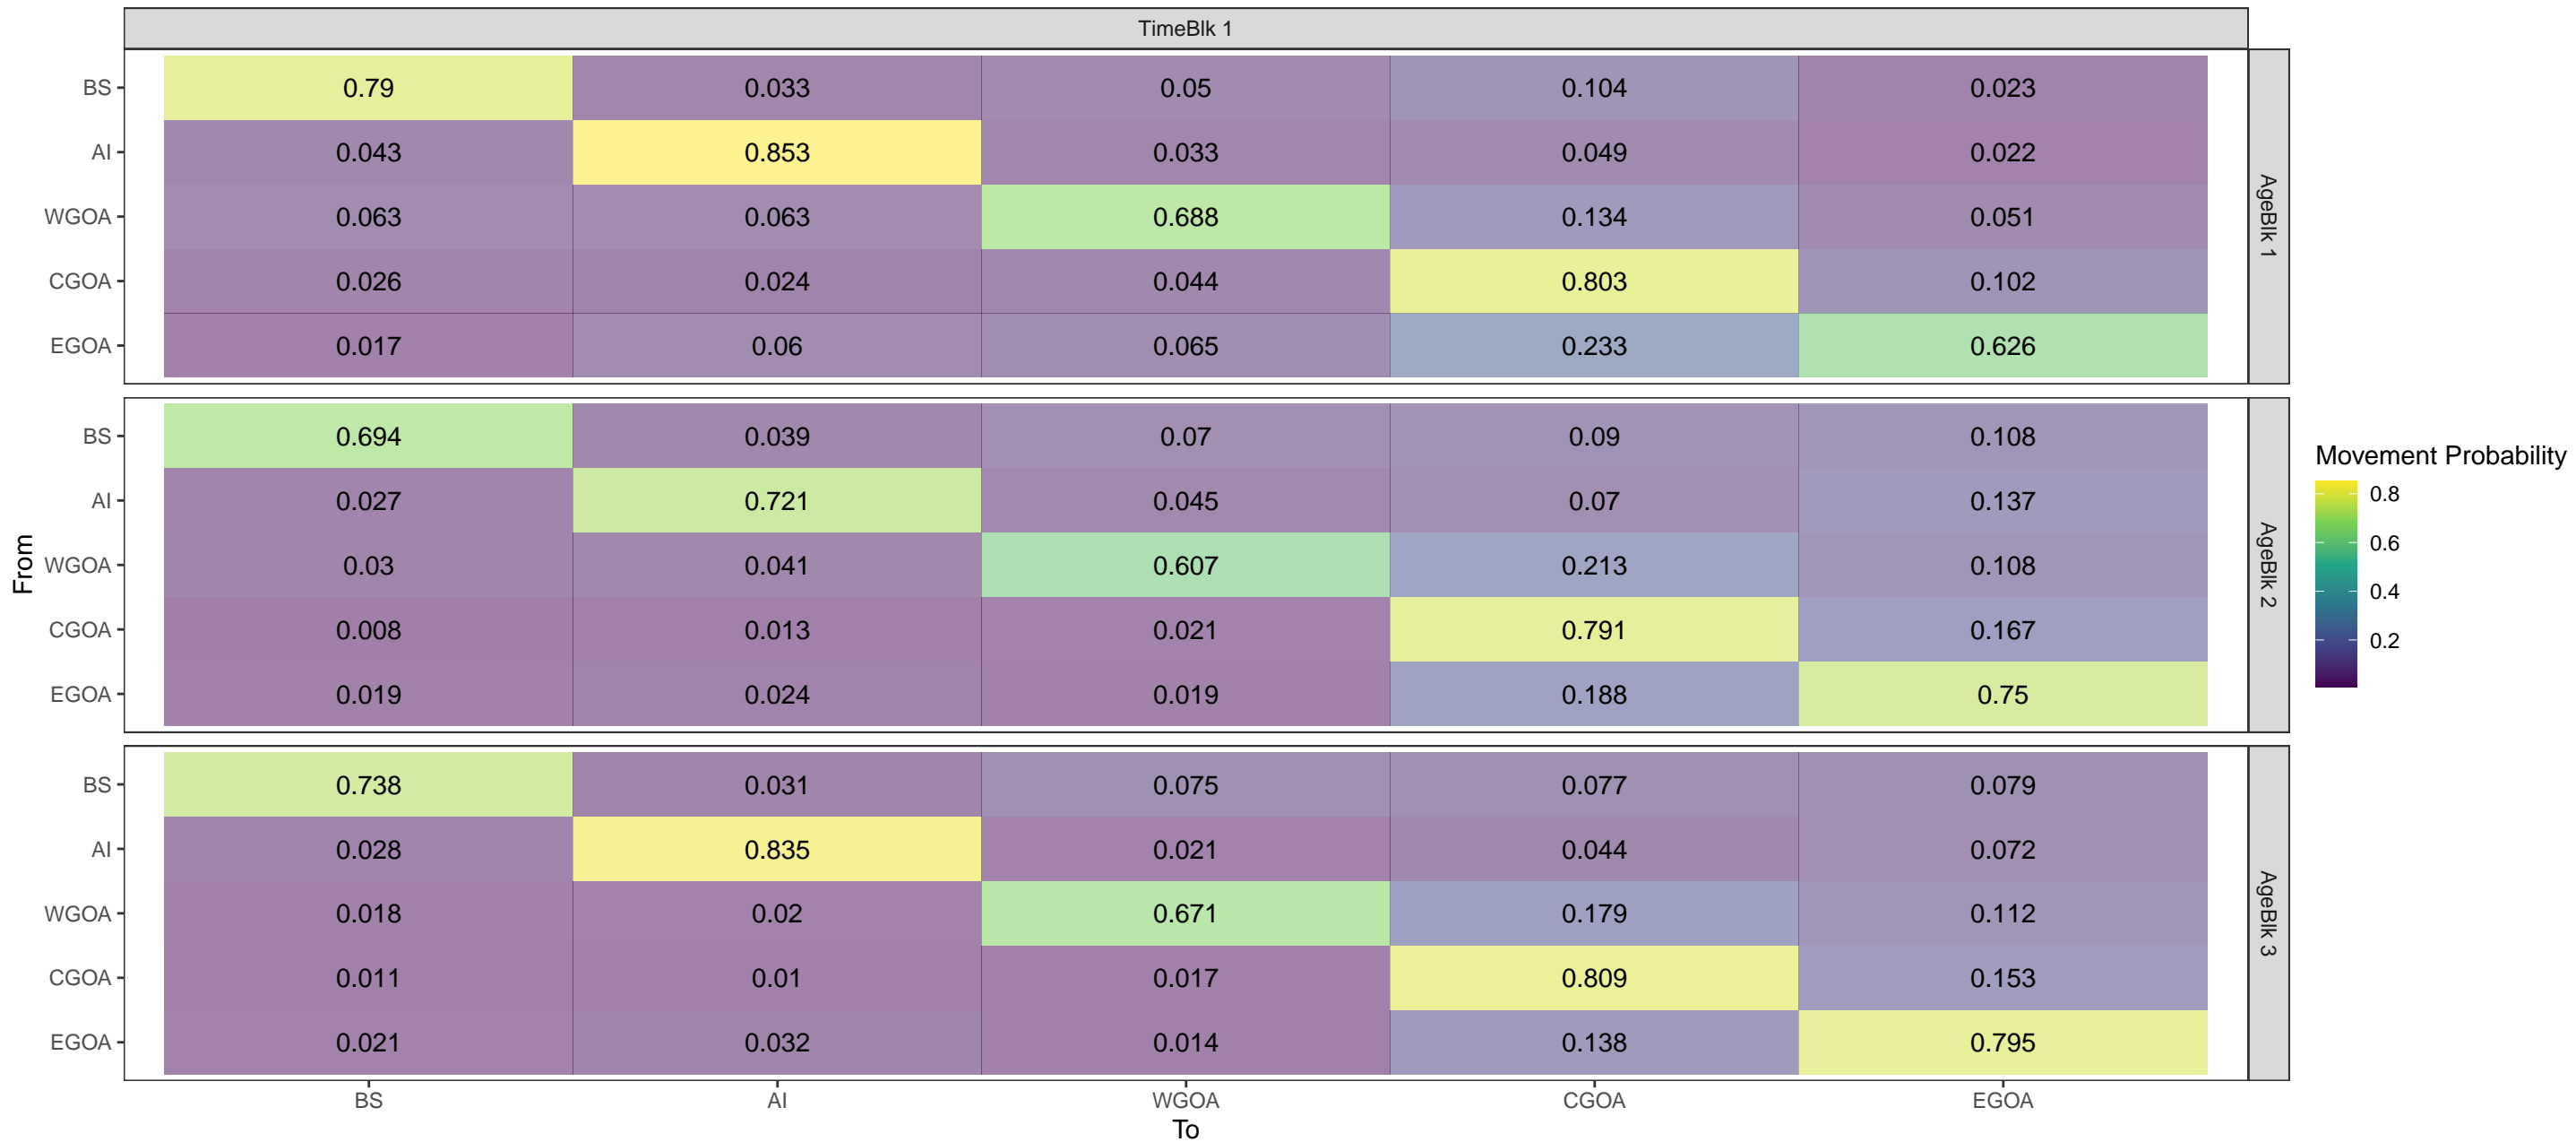 TimeBlk 1
BS 0.79 0.033 0.05 0.104 0.023
AI 0.043 0.853 0.033 0.049 0.022
WGOA 0.063 0.063 0.688 0.134 0.051
CGOA 0.026 0.024 0.044 0.803 0.102
EGOA 0.017 0.06 0.065 0.233 0.626
AgeBlk 1
BS 0.694 0.039 0.07 0.09 0.108
AI 0.027 0.721 0.045 0.07 0.137
WGOA 0.03 0.041 0.607 0.213 0.108
CGOA 0.008 0.013 0.021 0.791 0.167
EGOA 0.019 0.024 0.019 0.188 0.75
AgeBlk 2
BS 0.738 0.031 0.075 0.077 0.079
AI 0.028 0.835 0.021 0.044 0.072
WGOA 0.018 0.02 0.671 0.179 0.112
CGOA 0.011 0.01 0.017 0.809 0.153
EGOA 0.021 0.032 0.014 0.138 0.795
AgeBlk 3
BS AI WGOA CGOA EGOA
To
From
Movement Probability
0.8
0.6
0.4
0.2